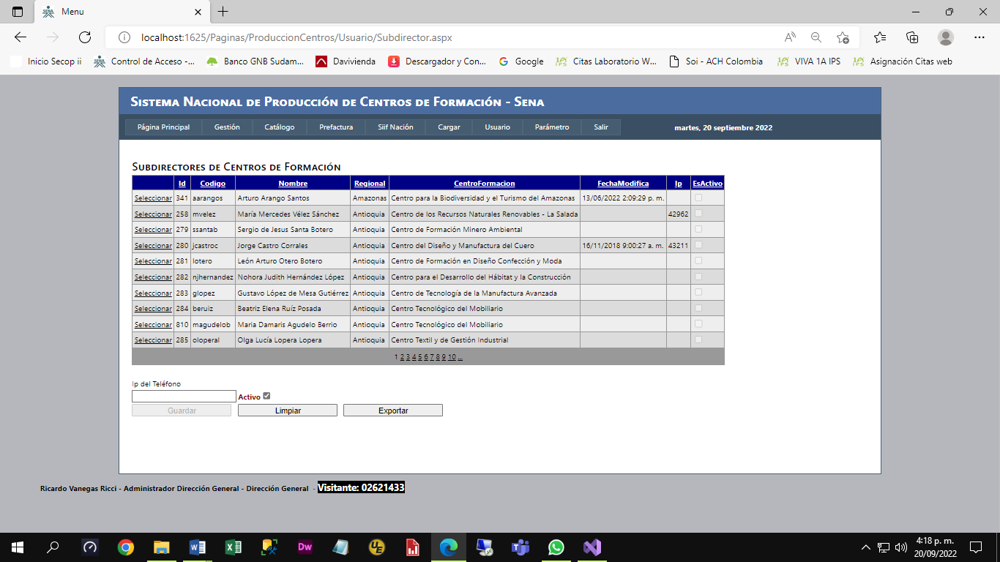 Menu
localhost:1625/Paginas/ProduccionCentros/Usuario/Subdirector.aspx
Inicio Secop ii Control de Acceso -... Banco GNB Sudam... Davivienda Descargador y Con... Google Citas Laboratorio W... Soi - ACH Colombia VIVA 1A IPS Asignación Citas web
Sistema Nacional de Producción de Centros de Formación - Sena
Página Principal Gestión Catálogo Prefactura Siif Nación Cargar Usuario Parámetro Salir martes, 20 septiembre 2022
Subdirectores de Centros de Formación
Id Codigo Nombre Regional CentroFormacion FechaModifica Ip EsActivo
Seleccionar 341 aarangos Arturo Arango Santos Amazonas Centro para la Biodiversidad y el Turismo del Amazonas 13/06/2022 2:09:29 p. m.
Seleccionar 258 mvelez María Mercedes Vélez Sánchez Antioquia Centro de los Recursos Naturales Renovables - La Salada 42962
Seleccionar 279 ssantab Sergio de Jesus Santa Botero Antioquia Centro de Formación Minero Ambiental
Seleccionar 280 jcastroc Jorge Castro Corrales Antioquia Centro del Diseño y Manufactura del Cuero 16/11/2018 9:00:27 a. m. 43211
Seleccionar 281 lotero León Arturo Otero Botero Antioquia Centro de Formación en Diseño Confección y Moda
Seleccionar 282 njhernandez Nohora Judith Hernández López Antioquia Centro para el Desarrollo del Hábitat y la Construcción
Seleccionar 283 glopez Gustavo López de Mesa Gutiérrez Antioquia Centro de Tecnología de la Manufactura Avanzada
Seleccionar 284 beruiz Beatriz Elena Ruíz Posada Antioquia Centro Tecnológico del Mobiliario
Seleccionar 810 magudelob Maria Damaris Agudelo Berrio Antioquia Centro Tecnológico del Mobiliario
Seleccionar 285 oloperal Olga Lucía Lopera Lopera Antioquia Centro Textil y de Gestión Industrial
1 2 3 4 5 6 7 8 9 10 ...
Ip del Teléfono
Activo
Guardar Limpiar Exportar
Ricardo Vanegas Ricci - Administrador Dirección General - Dirección General - Visitante: 02621433
4:18 p. m.
20/09/2022